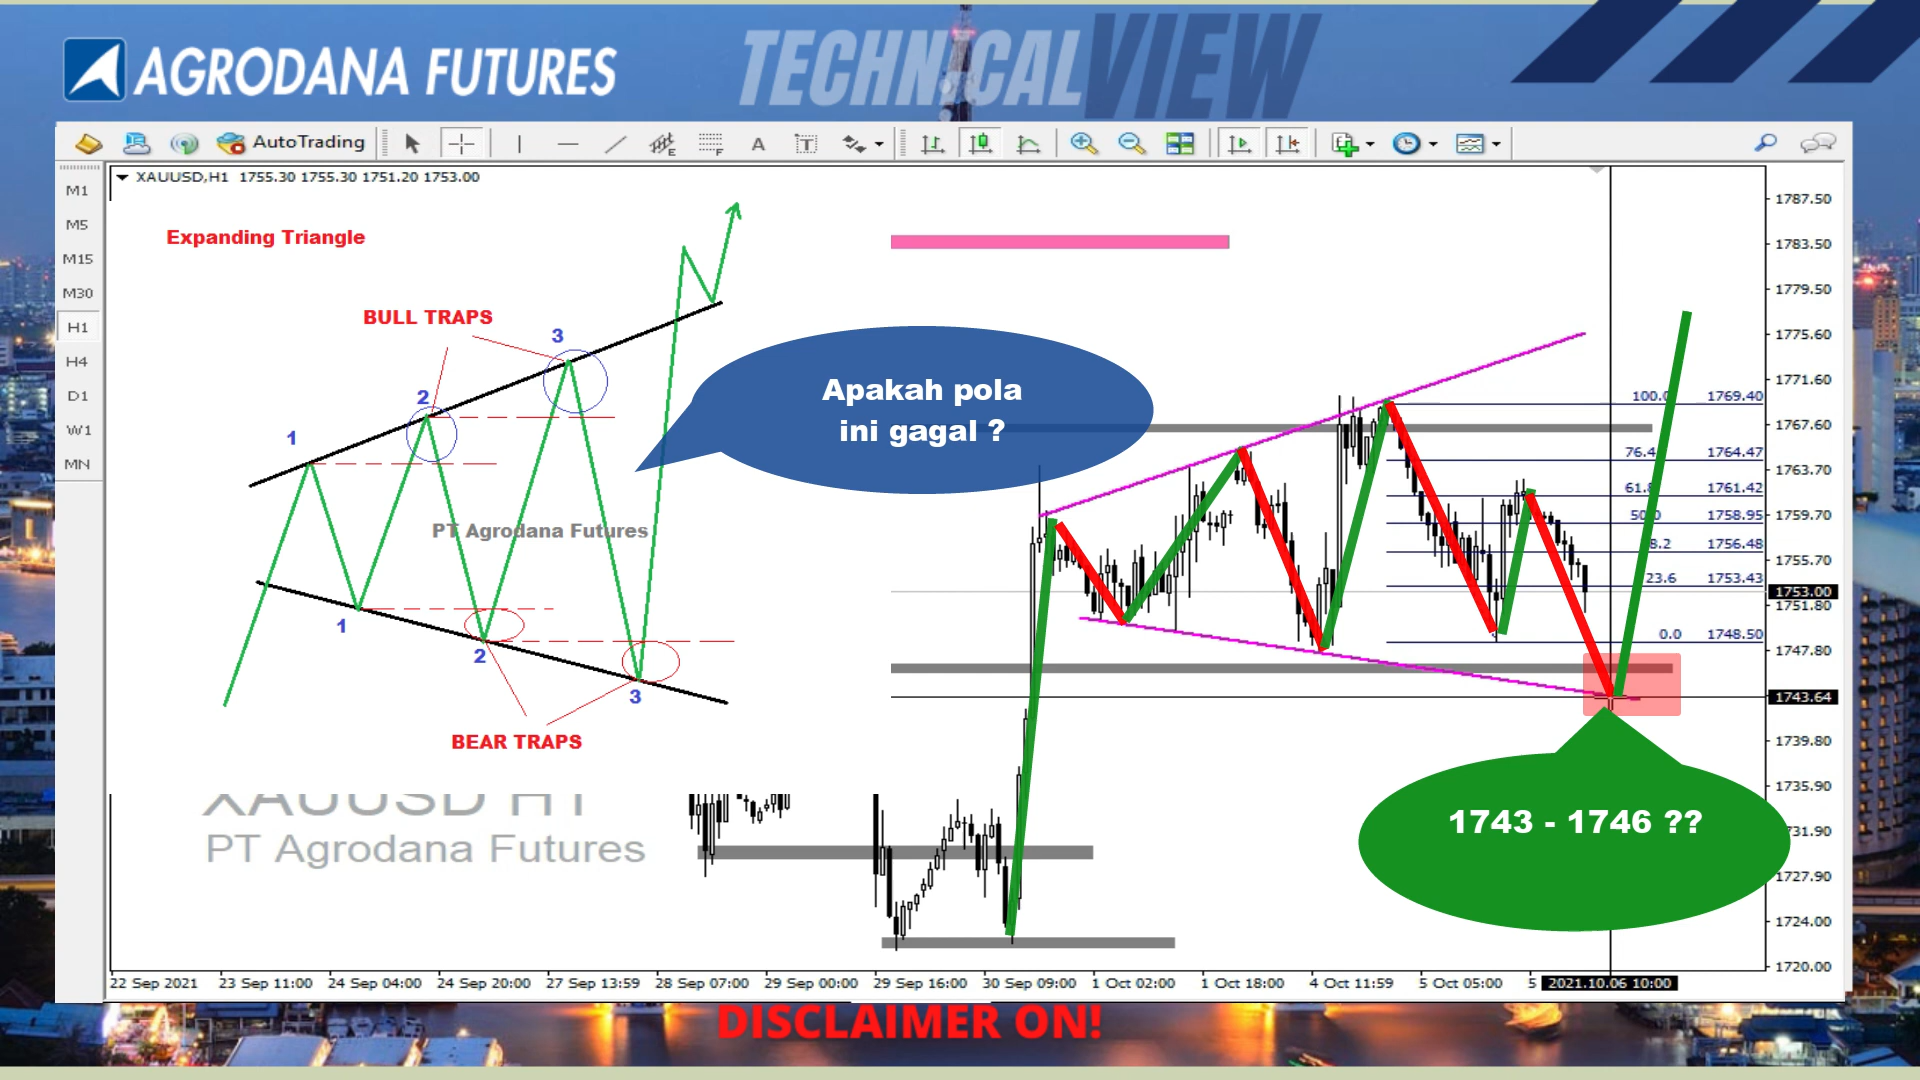 AGRODANA FUTURES
TECHNICAL VIEW
AutoTrading
E
F
A
T
M1
M5
M15
M30
H1
H4
D1
W1
MN
XAUUSD,H1 1755.30 1755.30 1751.20 1753.00
Expanding Triangle
BULL TRAPS
1
2
3
1
2
3
BEAR TRAPS
PT Agrodana Futures
Apakah pola
ini gagal ?
XAUUSD H1
PT Agrodana Futures
100.0 1769.40
76.4 1764.47
61.8 1761.42
50.0 1758.95
8.2 1756.48
23.6 1753.43
0.0 1748.50
1743 - 1746 ??
1787.50
1783.50
1779.50
1775.60
1771.60
1767.60
1763.70
1759.70
1755.70
1753.00
1751.80
1747.80
1743.64
1739.80
1735.90
731.90
1727.90
1724.00
1720.00
22 Sep 2021
23 Sep 11:00
24 Sep 04:00
24 Sep 20:00
27 Sep 13:59
28 Sep 07:00
29 Sep 00:00
29 Sep 16:00
30 Sep 09:00
1 Oct 02:00
1 Oct 18:00
4 Oct 11:59
5 Oct 05:00
5
2021.10.06 10:00
DISCLAIMER ON!